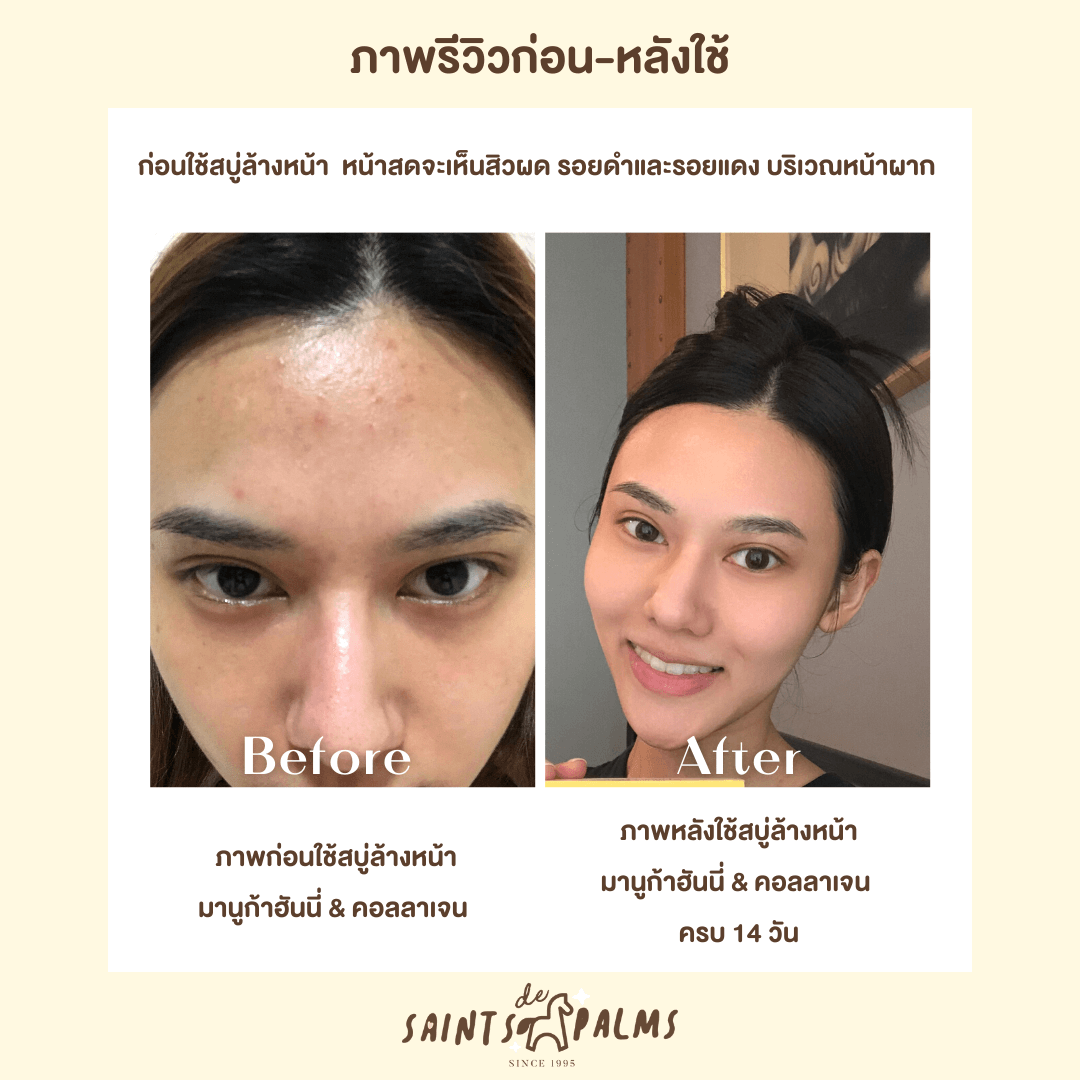 ภาพรีวิวก่อน-หลังใช้
ก่อนใช้สบู่ล้างหน้า หน้าสดจะเห็นสิวผด รอยดำและรอยแดง บริเวณหน้าผาก
Before
After
ภาพก่อนใช้สบู่ล้างหน้า
มานูก้าฮันนี่ & คอลลาเจน
ภาพหลังใช้สบู่ล้างหน้า
มานูก้าฮันนี่ & คอลลาเจน
ครบ 14 วัน
SAINTS de PALMS
SINCE 1995